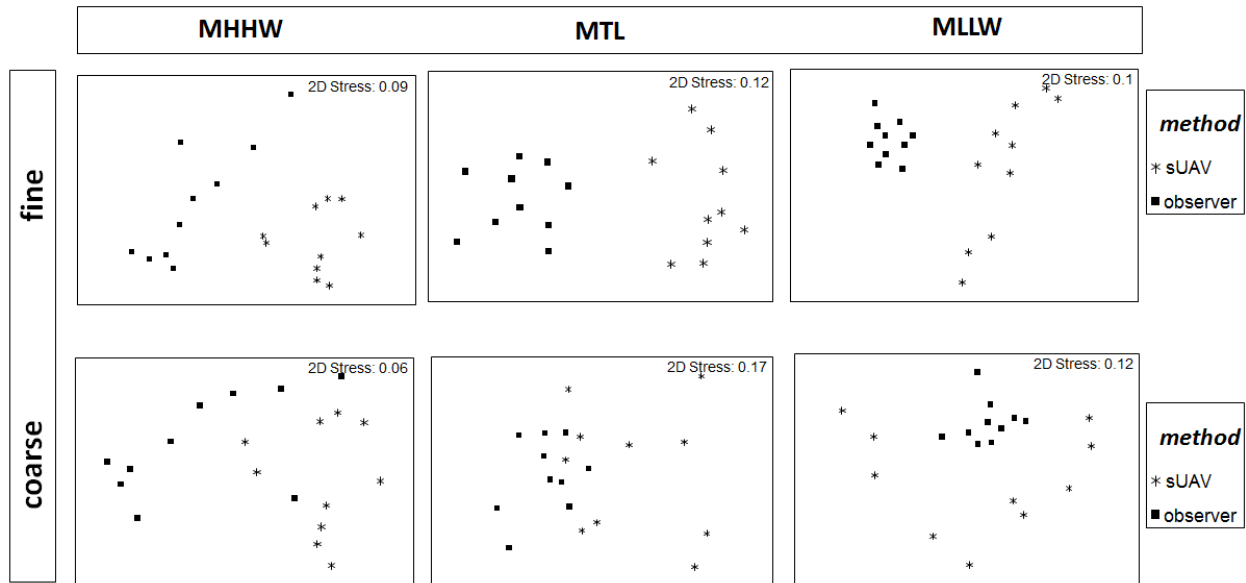 MHHW MTL MLLW
fine
2D Stress: 0.09
2D Stress: 0.12
2D Stress: 0.1
method
sUAV
observer
coarse
2D Stress: 0.06
2D Stress: 0.17
2D Stress: 0.12
method
sUAV
observer